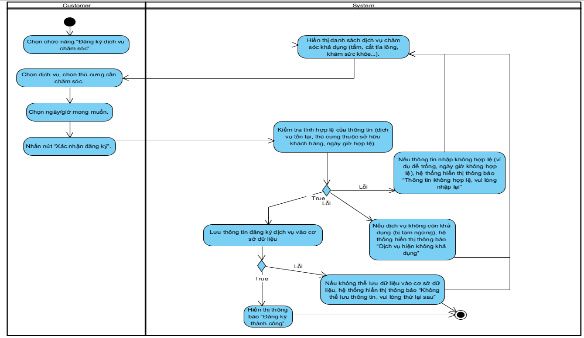 Customer
System
Chọn chức năng "Đăng ký dịch vụ
chăm sóc"
Hiển thị danh sách dịch vụ chăm
sóc khả dụng (tắm, cắt tỉa lông,
khám sức khỏe...).
Chọn dịch vụ, chọn thú cưng cần
chăm sóc.
Chọn ngày/giờ mong muốn.
Nhấn nút "Xác nhận đăng ký".
Kiểm tra tính hợp lệ của thông tin (dịch
vụ tồn tại, thú cưng thuộc sở hữu
khách hàng, ngày giờ hợp lệ)
Nếu thông tin nhập không hợp lệ (ví
dụ để trống, ngày giờ không hợp
lệ), hệ thống hiển thị thông báo
"Thông tin không hợp lệ, vui lòng
nhập lại"
Lỗi
True
Lỗi
Lưu thông tin đăng ký dịch vụ vào cơ
sở dữ liệu
Nếu dịch vụ không còn khả
dụng (bị tạm ngừng), hệ
thống hiển thị thông báo
"Dịch vụ hiện không khả
dụng"
Lỗi
True
Nếu không thể lưu dữ liệu vào cơ sở dữ
liệu, hệ thống hiển thị thông báo "Không
thể lưu thông tin, vui lòng thử lại sau"
Hiển thị thông
báo "Đăng ký
thành công"